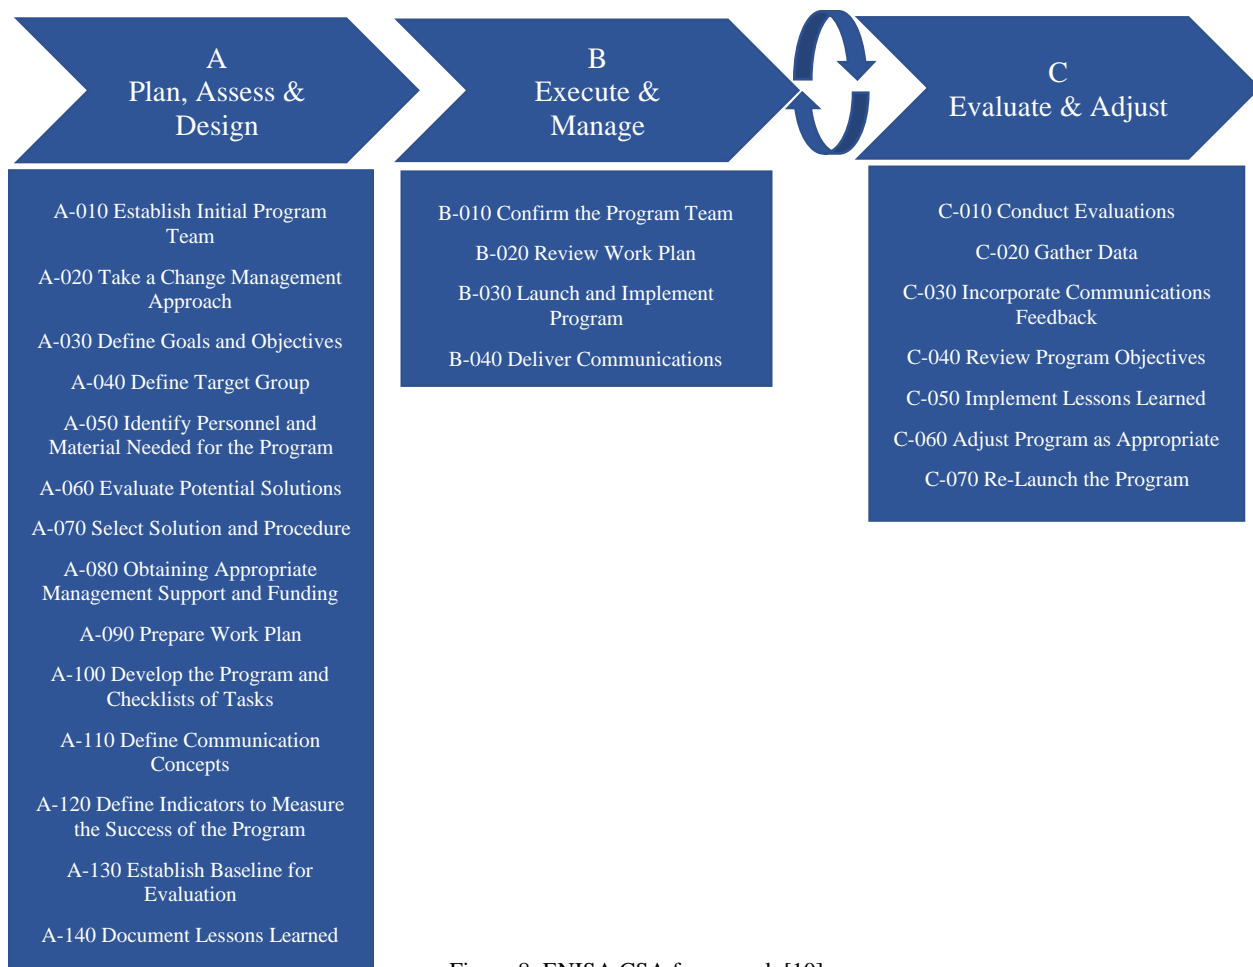 A
Plan, Assess &
Design
B
Execute &
Manage
C
Evaluate & Adjust
A-010 Establish Initial Program
Team
A-020 Take a Change Management
Approach
A-030 Define Goals and Objectives
A-040 Define Target Group
A-050 Identify Personnel and
Material Needed for the Program
A-060 Evaluate Potential Solutions
A-070 Select Solution and Procedure
A-080 Obtaining Appropriate
Management Support and Funding
A-090 Prepare Work Plan
A-100 Develop the Program and
Checklists of Tasks
A-110 Define Communication
Concepts
A-120 Define Indicators to Measure
the Success of the Program
A-130 Establish Baseline for
Evaluation
A-140 Document Lessons Learned
B-010 Confirm the Program Team
B-020 Review Work Plan
B-030 Launch and Implement
Program
B-040 Deliver Communications
C-010 Conduct Evaluations
C-020 Gather Data
C-030 Incorporate Communications
Feedback
C-040 Review Program Objectives
C-050 Implement Lessons Learned
C-060 Adjust Program as Appropriate
C-070 Re-Launch the Program
Figure 8. ENISA CSA framework [10]